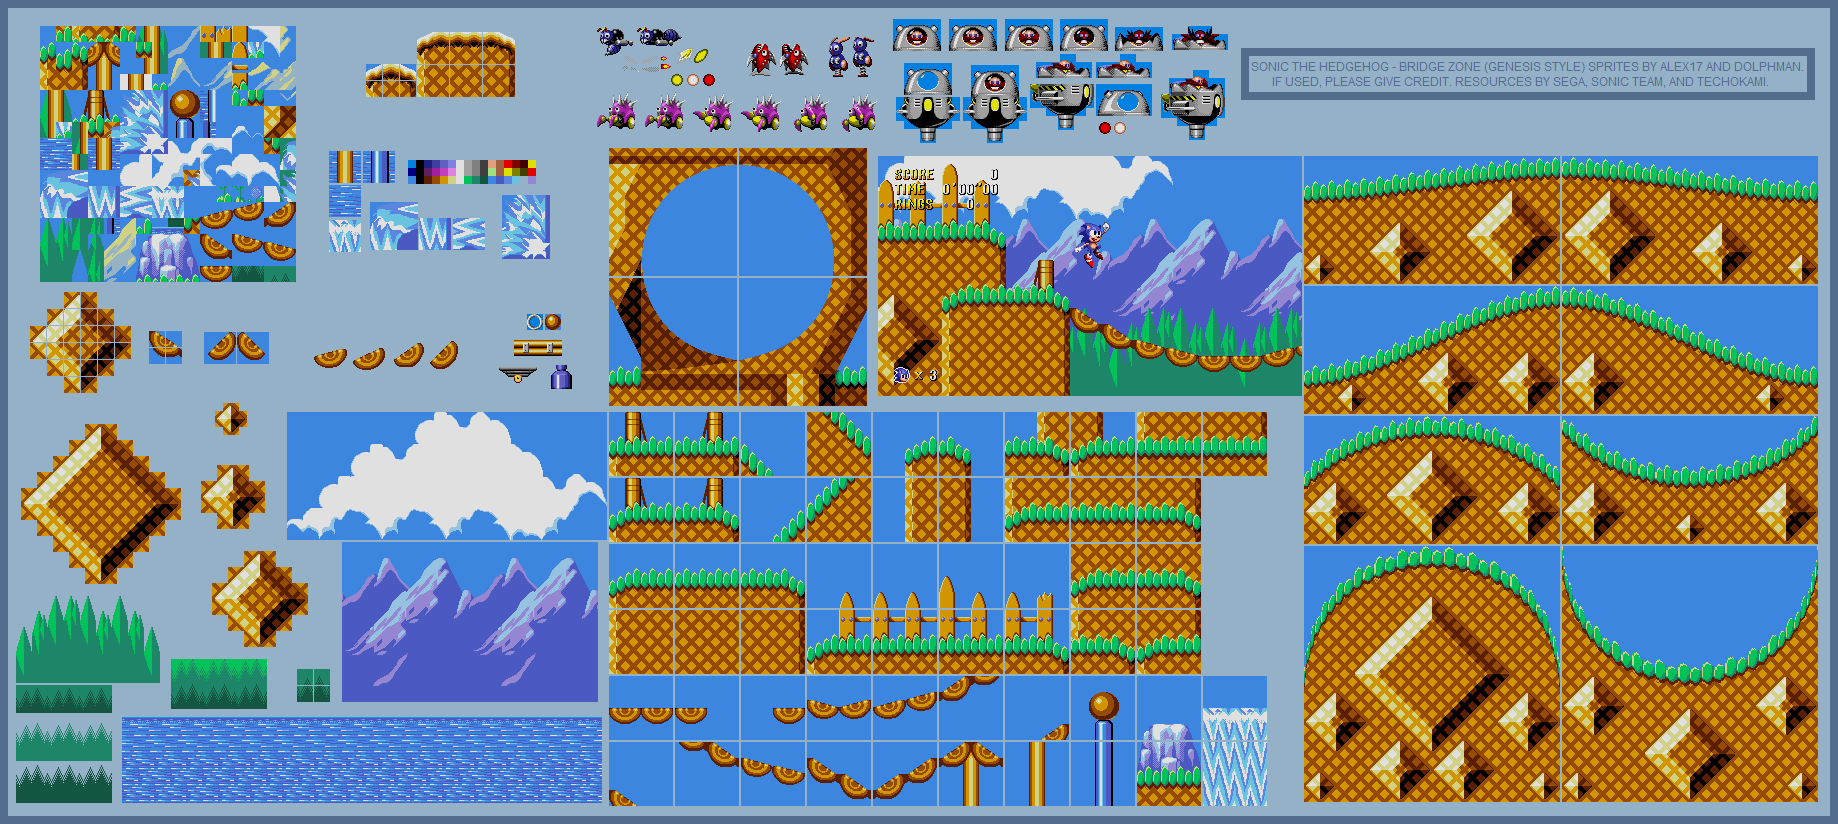 SONIC THE HEDGEHOG - BRIDGE ZONE (GENESIS STYLE) SPRITES BY ALEX17 AND DOLPHMAN.
IF USED, PLEASE GIVE CREDIT. RESOURCES BY SEGA, SONIC TEAM, AND TECHOKAMI.
SCORE 0
TIME 0'00"00
RINGS 0
× 3